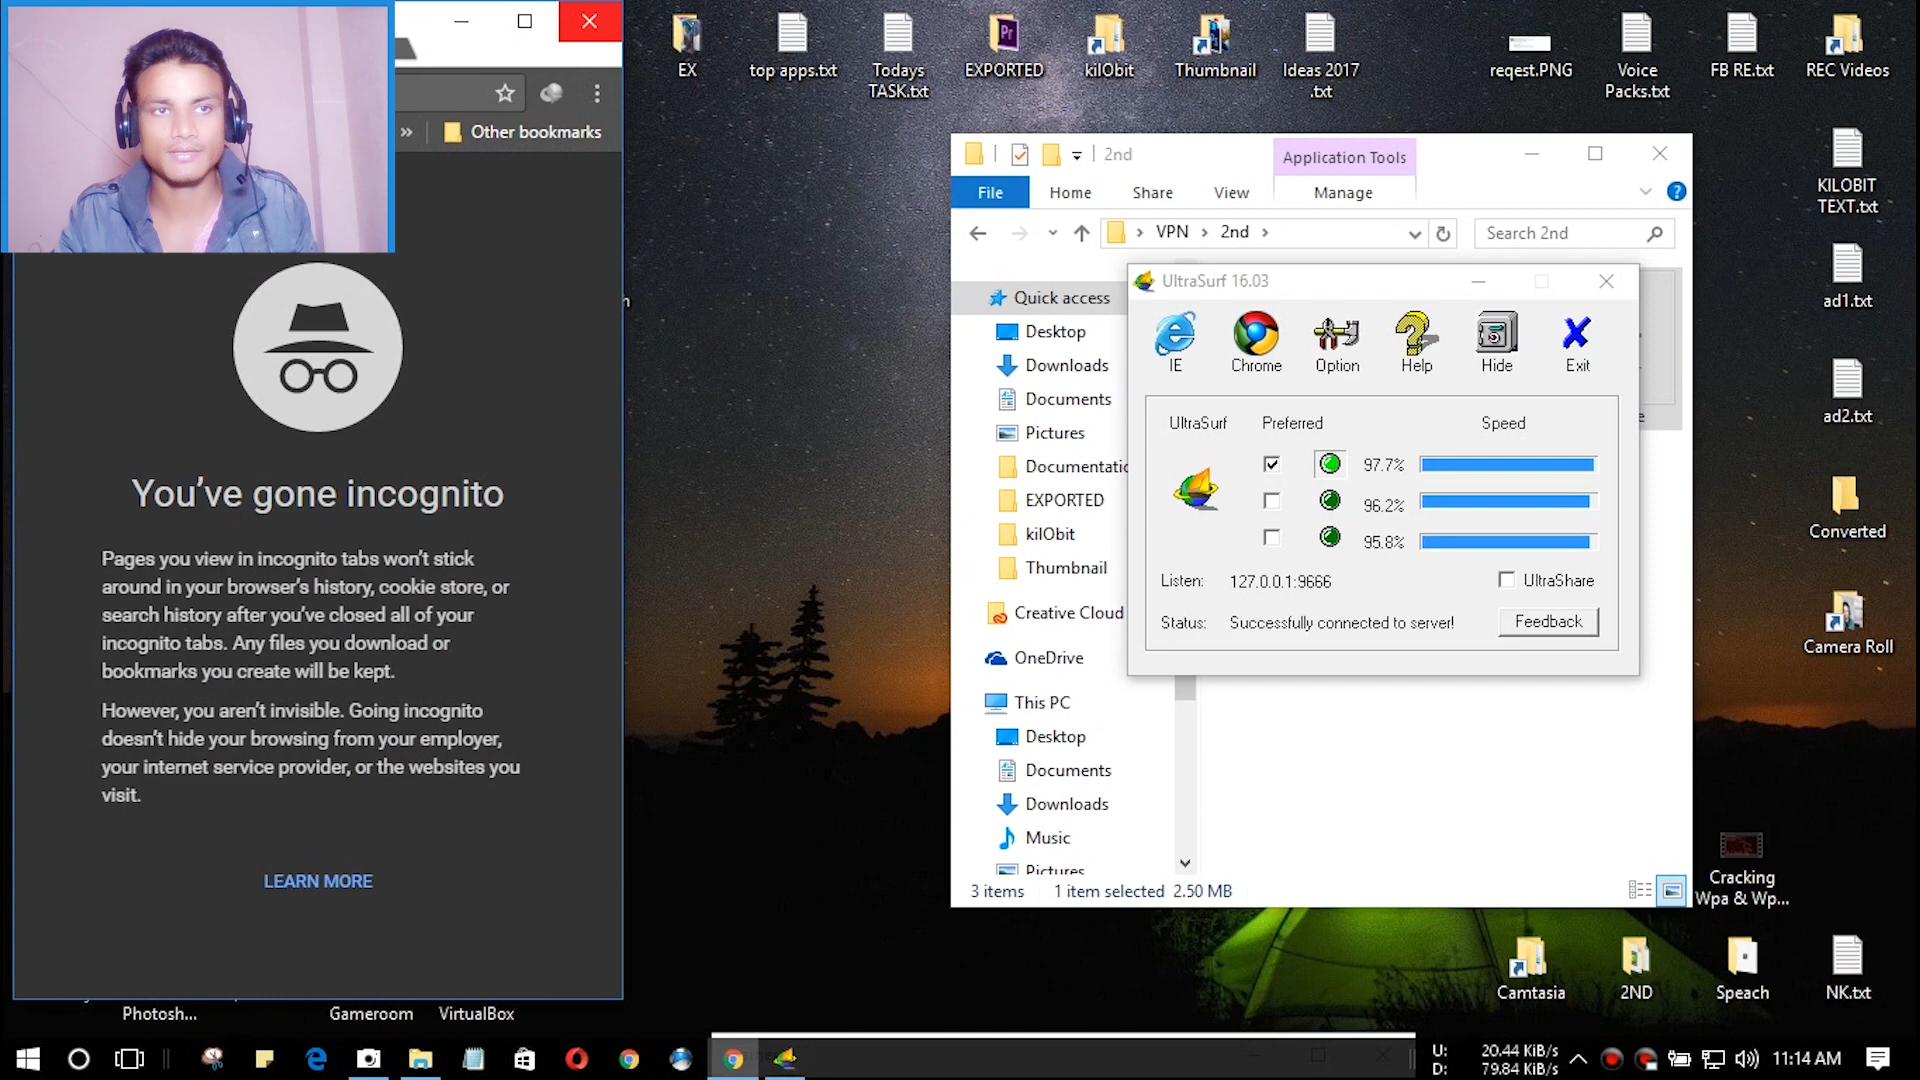 Other bookmarks
You've gone incognito
Pages you view in incognito tabs won't stick
around in your browser's history, cookie store, or
search history after you've closed all of your
incognito tabs. Any files you download or
bookmarks you create will be kept.
However, you aren't invisible. Going incognito
doesn't hide your browsing from your employer,
your internet service provider, or the websites you
visit.
LEARN MORE
EX
top apps.txt
Todays
TASK.txt
EXPORTED
kilObit
Thumbnail
Ideas 2017
.txt
reqest.PNG
Voice
Packs.txt
FB RE.txt
REC Videos
KILOBIT
TEXT.txt
ad1.txt
ad2.txt
Converted
Camera Roll
Cracking
Wpa & Wp...
Camtasia
2ND
Speach
NK.txt
Photosh...
Gameroom
VirtualBox
2nd
Application Tools
File
Home
Share
View
Manage
VPN
2nd
Search 2nd
Quick access
Desktop
Downloads
Documents
Pictures
Documentatic
EXPORTED
kilObit
Thumbnail
Creative Cloud
OneDrive
This PC
Desktop
Documents
Downloads
Music
Pictures
3 items
1 item selected 2.50 MB
UltraSurf 16.03
IE
Chrome
Option
Help
Hide
Exit
UltraSurf
Preferred
Speed
97.7%
96.2%
95.8%
Listen: 127.0.0.1:9666
UltraShare
Status: Successfully connected to server!
Feedback
U: 20.44 KiB/s
D: 79.84 KiB/s
11:14 AM